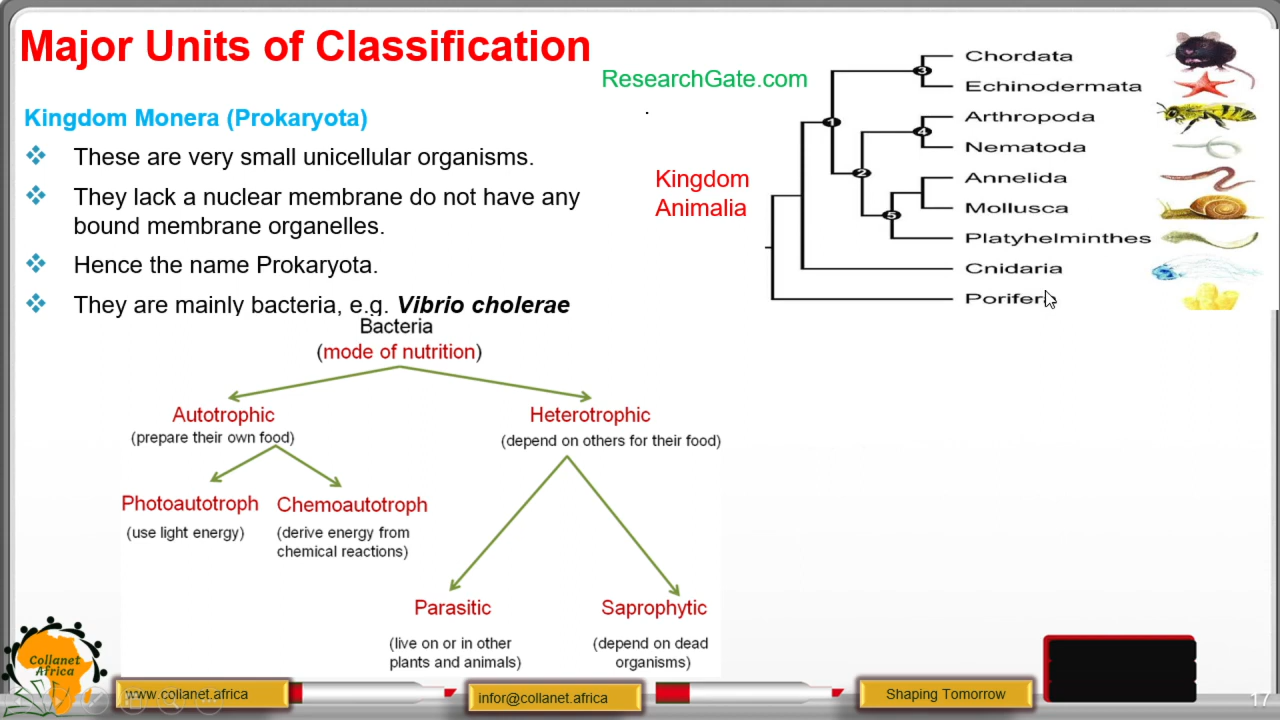 Major Units of Classification
ResearchGate.com
Kingdom Monera (Prokaryota)
These are very small unicellular organisms.
They lack a nuclear membrane do not have any
bound membrane organelles.
Hence the name Prokaryota.
They are mainly bacteria, e.g. Vibrio cholerae
Kingdom
Animalia
Chordata
Echinodermata
Arthropoda
Nematoda
Annelida
Mollusca
Platyhelminthes
Cnidaria
Porifera
1
2
3
4
5
Bacteria
(mode of nutrition)
Autotrophic
(prepare their own food)
Heterotrophic
(depend on others for their food)
Photoautotroph
(use light energy)
Chemoautotroph
(derive energy from
chemical reactions)
Parasitic
(live on or in other
plants and animals)
Saprophytic
(depend on dead
organisms)
Collanet
Africa
www.collanet.africa
infor@collanet.africa
Shaping Tomorrow
17